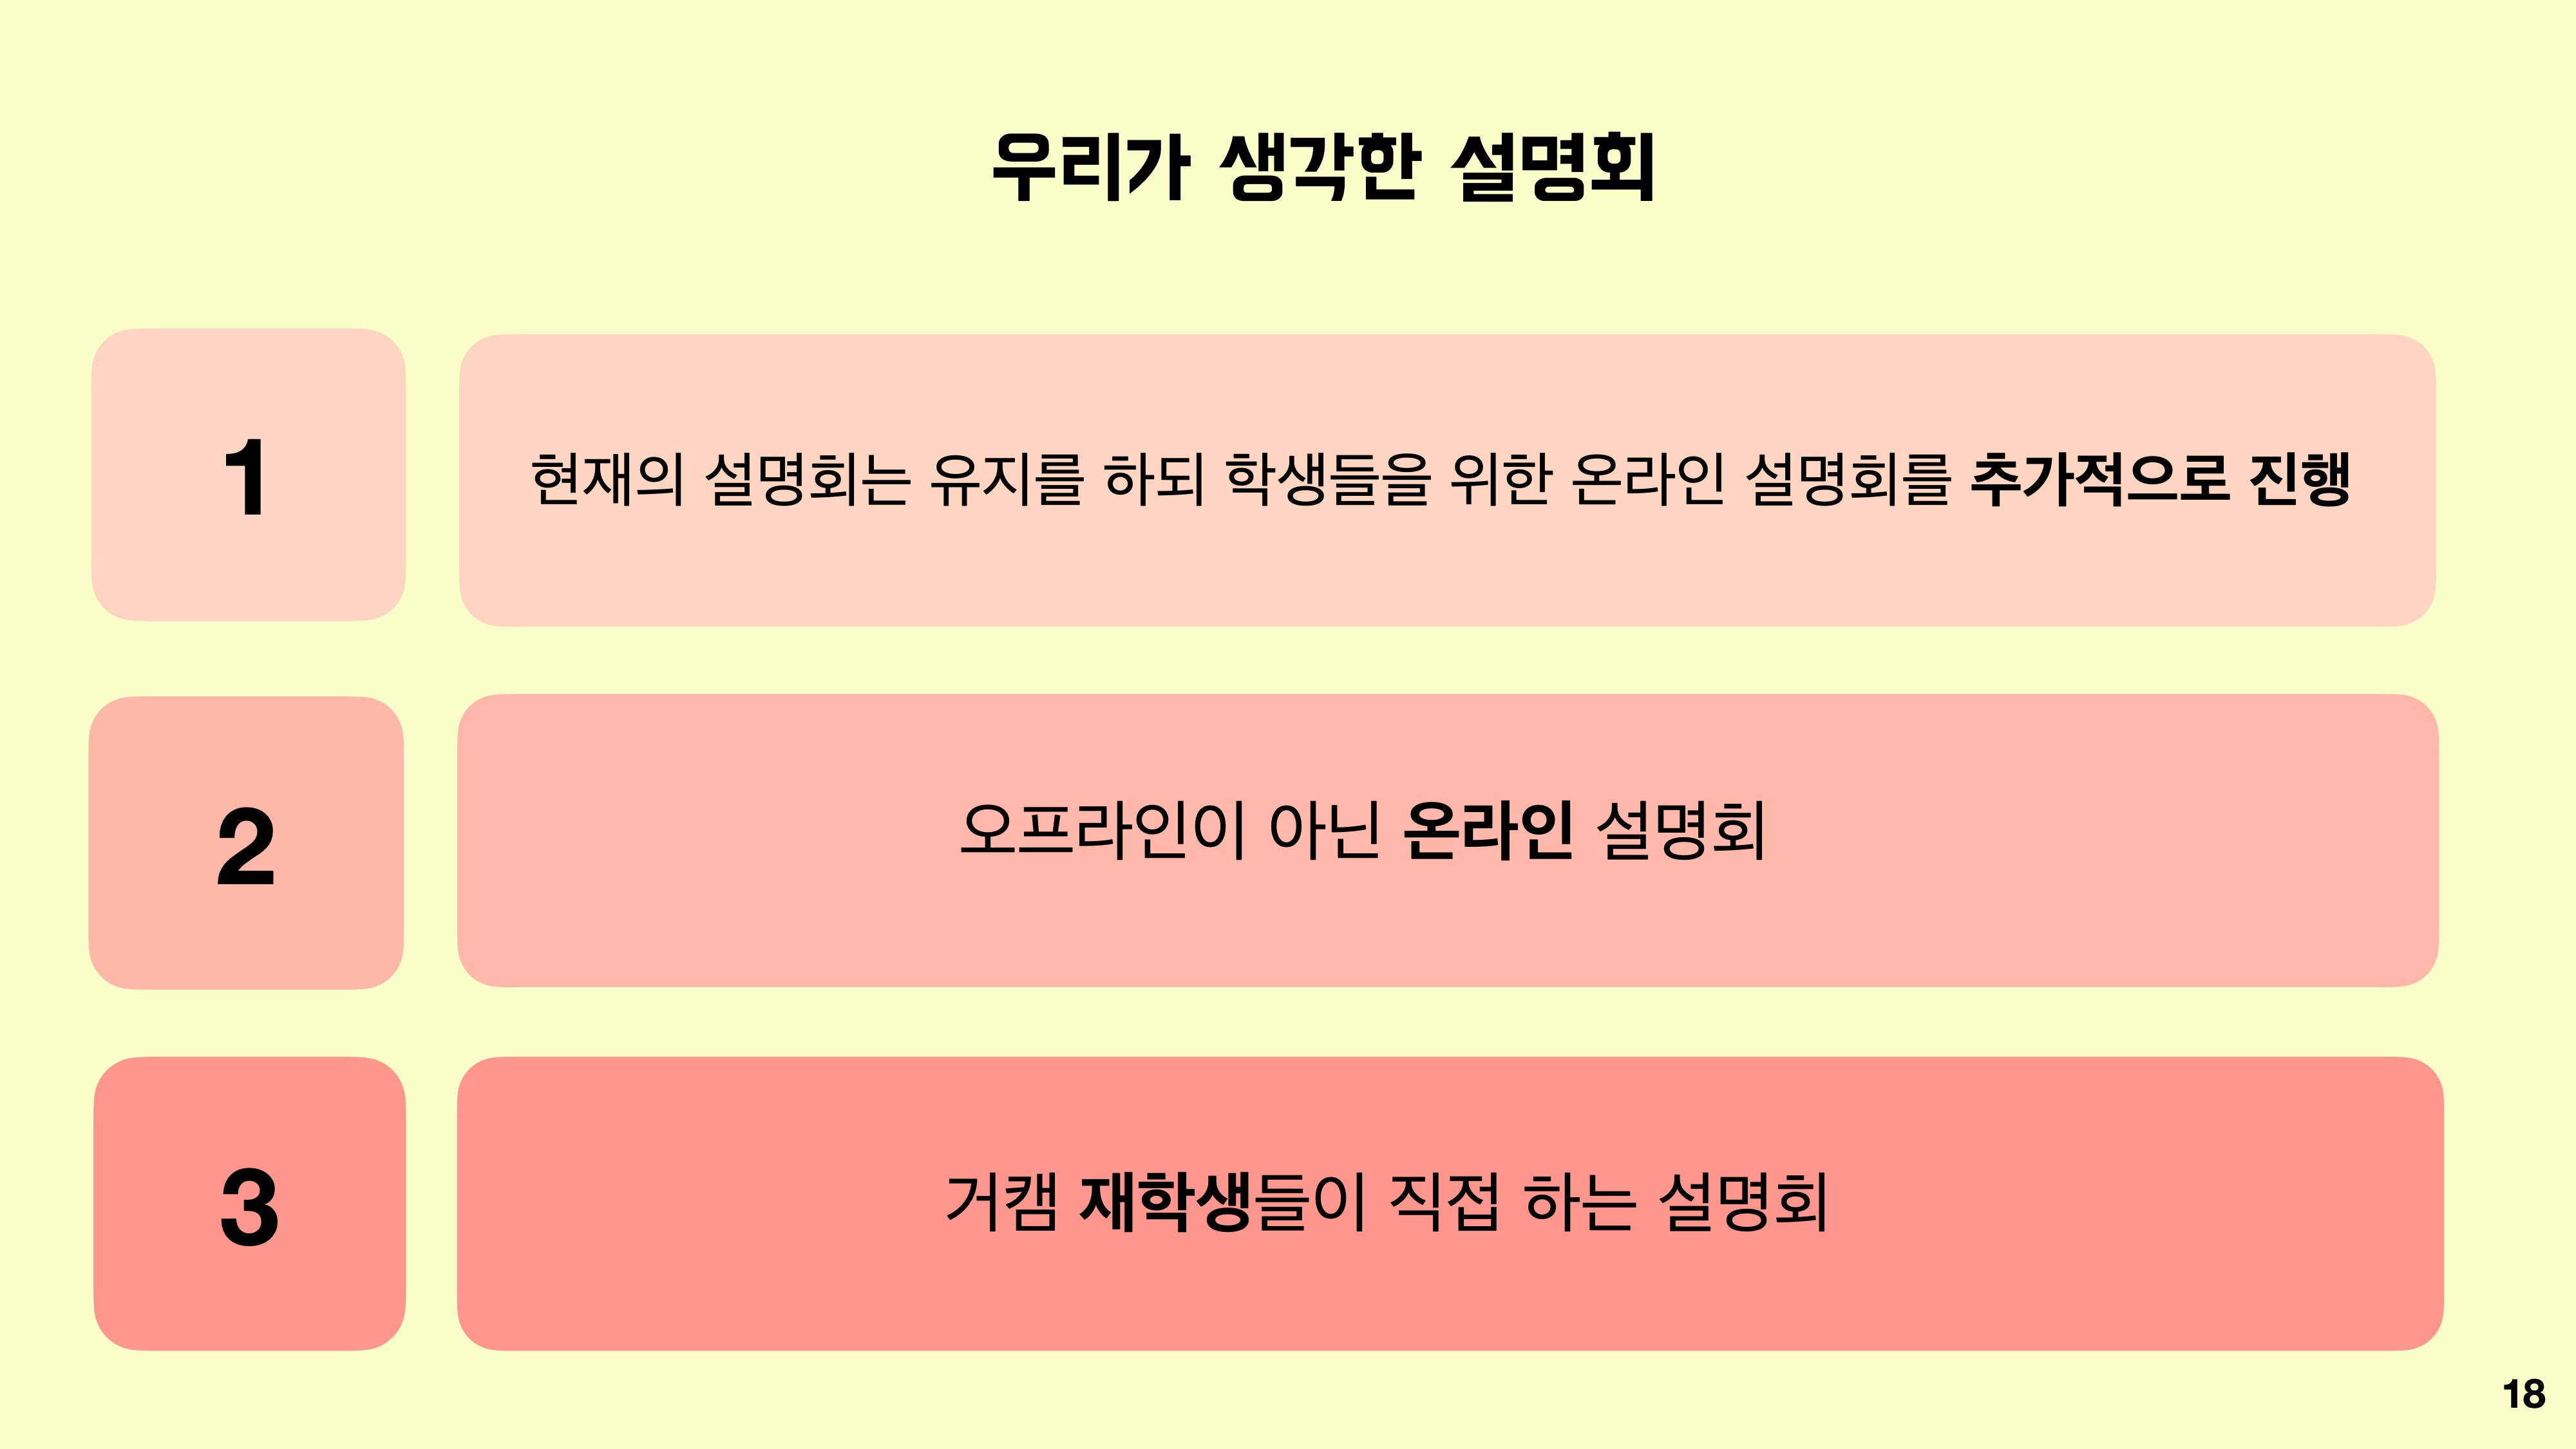 우리가 생각한 설명회
1
현재의 설명회는 유지를 하되 학생들을 위한 온라인 설명회를 추가적으로 진행
2
오프라인이 아닌 온라인 설명회
3
거캠 재학생들이 직접 하는 설명회
18